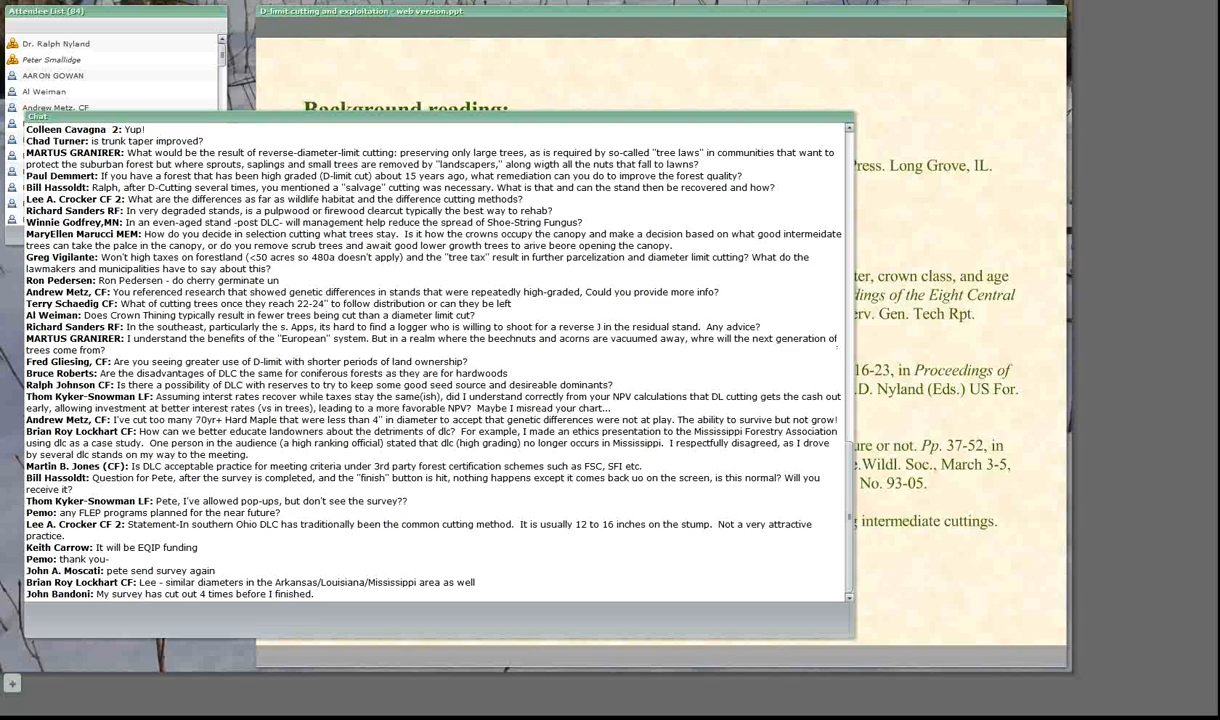 Attendee List (84)
D-limit cutting and exploitation - web version.ppt
Dr. Ralph Nyland
Peter Smallidge
AARON GOWAN
Al Weiman
Andrew Metz, CF
Background reading:
Chat
Colleen Cavagna 2: Yup!
Chad Turner: is trunk taper improved?
MARTUS GRANIRER: What would be the result of reverse-diameter-limit cutting: preserving only large trees, as is required by so-called "tree laws" in communities that want to
protect the suburban forest but where sprouts, saplings and small trees are removed by "landscapers," along wigth all the nuts that fall to lawns?
Paul Demmert: If you have a forest that has been high graded (D-limit cut) about 15 years ago, what remediation can you do to improve the forest quality?
Bill Hassoldt: Ralph, after D-Cutting several times, you mentioned a "salvage" cutting was necessary. What is that and can the stand then be recovered and how?
Lee A. Crocker CF 2: What are the differences as far as wildlife habitat and the difference cutting methods?
Richard Sanders RF: In very degraded stands, is a pulpwood or firewood clearcut typically the best way to rehab?
Winnie Godfrey,MN: In an even-aged stand -post DLC- will management help reduce the spread of Shoe-String Fungus?
MaryEllen Marucci MEM: How do you decide in selection cutting what trees stay. Is it how the crowns occupy the canopy and make a decision based on what good intermeidate
trees can take the palce in the canopy, or do you remove scrub trees and await good lower growth trees to arive beore opening the canopy.
Greg Vigilante: Won't high taxes on forestland (<50 acres so 480a doesn't apply) and the "tree tax" result in further parcelization and diameter limit cutting? What do the
lawmakers and municipalities have to say about this?
Ron Pedersen: Ron Pedersen - do cherry germinate un
Andrew Metz, CF: You referenced research that showed genetic differences in stands that were repeatedly high-graded, Could you provide more info?
Terry Schaedig CF: What of cutting trees once they reach 22-24" to follow distribution or can they be left
Al Weiman: Does Crown Thining typically result in fewer trees being cut than a diameter limit cut?
Richard Sanders RF: In the southeast, particularly the s. Apps, its hard to find a logger who is willing to shoot for a reverse J in the residual stand. Any advice?
MARTUS GRANIRER: I understand the benefits of the "European" system. But in a realm where the beechnuts and acorns are vacuumed away, whre will the next generation of
trees come from?
Fred Gliesing, CF: Are you seeing greater use of D-limit with shorter periods of land ownership?
Bruce Roberts: Are the disadvantages of DLC the same for coniferous forests as they are for hardwoods
Ralph Johnson CF: Is there a possibility of DLC with reserves to try to keep some good seed source and desireable dominants?
Thom Kyker-Snowman LF: Assuming interst rates recover while taxes stay the same(ish), did I understand correctly from your NPV calculations that DL cutting gets the cash out
early, allowing investment at better interest rates (vs in trees), leading to a more favorable NPV? Maybe I misread your chart...
Andrew Metz, CF: I've cut too many 70yr+ Hard Maple that were less that 4" in diameter to accept that genetic differences were not at play. The ability to survive but not grow!
Brian Roy Lockhart CF: How can we better educate landowners about the detriments of dlc? For example, I made an ethics presentation to the Mississippi Forestry Association
using dlc as a case study. One person in the audience (a high ranking official) stated that dlc (high grading) no longer occurs in Mississippi. I respectfully disagreed, as I drove
by several dlc stands on my way to the meeting.
Martin B. Jones (CF): Is DLC acceptable practice for meeting criteria under 3rd party forest certification schemes such as FSC, SFI etc.
Bill Hassoldt: Question for Pete, after the survey is completed, and the "finish" button is hit, nothing happens except it comes back uo on the screen, is this normal? Will you
receive it?
Thom Kyker-Snowman LF: Pete, I've allowed pop-ups, but don't see the survey??
Pemo: any FLEP programs planned for the near future?
Lee A. Crocker CF 2: Statement-In southern Ohio DLC has traditionally been the common cutting method. It is usually 12 to 16 inches on the stump. Not a very attractive
practice.
Keith Carrow: It will be EQIP funding
Pemo: thank you-
John A. Moscati: pete send survey again
Brian Roy Lockhart CF: Lee - similar diameters in the Arkansas/Louisiana/Mississippi area as well
John Bandoni: My survey has cut out 4 times before I finished.
ress. Long Grove, IL.
ter, crown class, and age
dings of the Eight Central
erv. Gen. Tech Rpt.
16-23, in Proceedings of
.D. Nyland (Eds.) US For.
ure or not. Pp. 37-52, in
e.Wildl. Soc., March 3-5,
No. 93-05.
g intermediate cuttings.